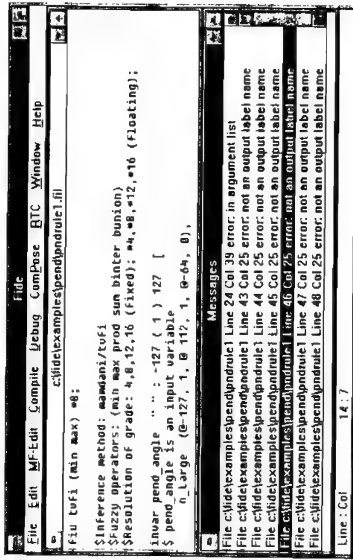 Fide
File Edit MF-Edit Compile Debug ComPose RTC Window Help
c:\fide\examples\pend\pndrule1.fil
fiu tvfi (min max) *8;
$Inference method: mamdani/tvfi
$Fuzzy operators: (min max prod sum binter bunion)
$Resolution of grade: 4,8,12,16 (fixed); *4,*8,*12,*16 (floating);
invar pend_angle " " : -127 ( 1 ) 127 [
$ pend_angle is an input variable
n_large (@-127, 1, @-112, 1, @-64, 0),
Messages
File c:\fide\examples\pend\pndrule1 Line 24 Col 39 error: in argument list
File c:\fide\examples\pend\pndrule1 Line 43 Col 25 error: not an output label name
File c:\fide\examples\pend\pndrule1 Line 44 Col 25 error: not an output label name
File c:\fide\examples\pend\pndrule1 Line 45 Col 25 error: not an output label name
File c:\fide\examples\pend\pndrule1 Line 46 Col 25 error: not an output label name
File c:\fide\examples\pend\pndrule1 Line 47 Col 25 error: not an output label name
File c:\fide\examples\pend\pndrule1 Line 48 Col 25 error: not an output label name
Line : Col 14 : 7